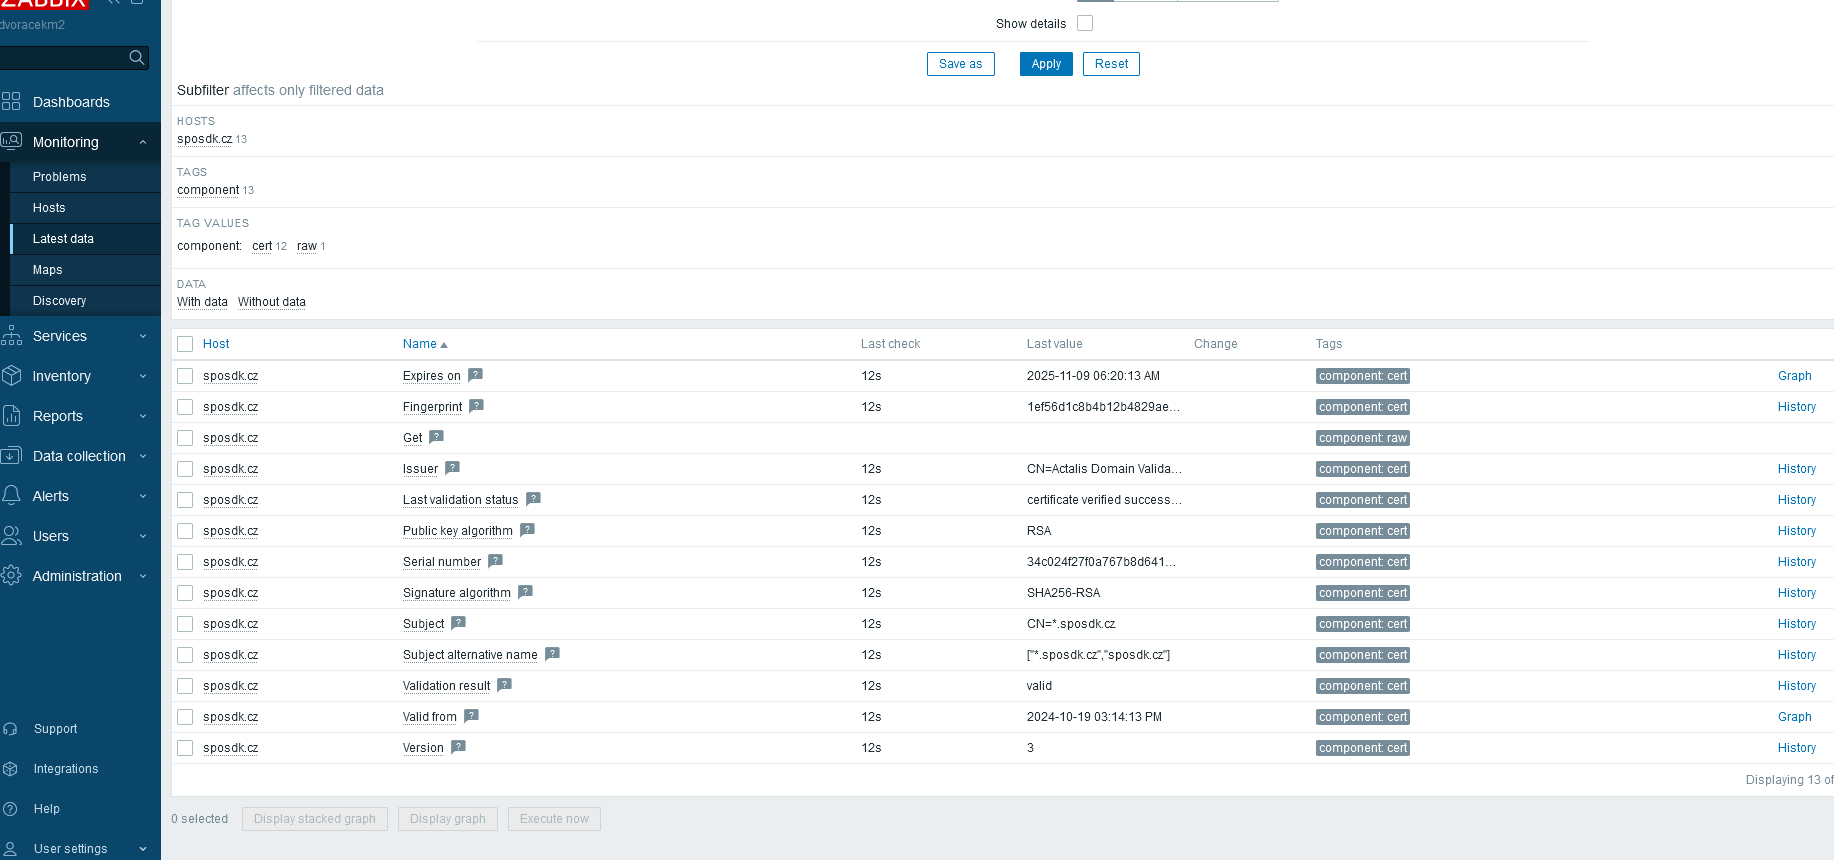 ZABBIX
dvoracekm2
Dashboards
Monitoring
Problems
Hosts
Latest data
Maps
Discovery
Services
Inventory
Reports
Data collection
Alerts
Users
Administration
Support
Integrations
Help
User settings
Show details
Save as Apply Reset
Subfilter affects only filtered data
HOSTS
sposdk.cz 13
TAGS
component 13
TAG VALUES
component: cert 12 raw 1
DATA
With data Without data
Host Name Last check Last value Change Tags
sposdk.cz Expires on ? 12s 2025-11-09 06:20:13 AM component: cert Graph
sposdk.cz Fingerprint ? 12s 1ef56d1c8b4b12b4829ae... component: cert History
sposdk.cz Get ? component: raw
sposdk.cz Issuer ? 12s CN=Actalis Domain Valida... component: cert History
sposdk.cz Last validation status ? 12s certificate verified success... component: cert History
sposdk.cz Public key algorithm ? 12s RSA component: cert History
sposdk.cz Serial number ? 12s 34c024f27f0a767b8d641... component: cert History
sposdk.cz Signature algorithm ? 12s SHA256-RSA component: cert History
sposdk.cz Subject ? 12s CN=*.sposdk.cz component: cert History
sposdk.cz Subject alternative name ? 12s ["*.sposdk.cz","sposdk.cz"] component: cert History
sposdk.cz Validation result ? 12s valid component: cert History
sposdk.cz Valid from ? 12s 2024-10-19 03:14:13 PM component: cert Graph
sposdk.cz Version ? 12s 3 component: cert History
Displaying 13 of
0 selected Display stacked graph Display graph Execute now